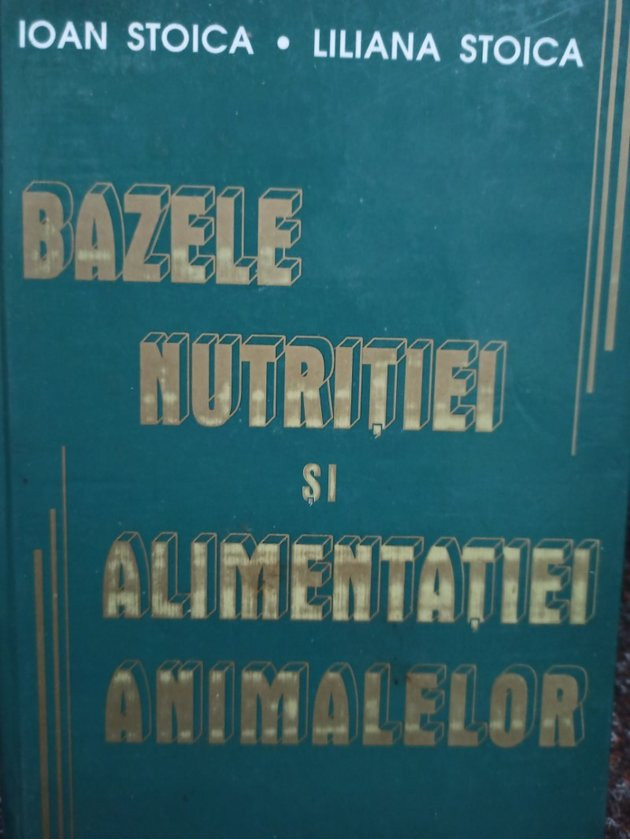 IOAN STOICA • LILIANA STOICA
BAZELE
NUTRIȚIEI
ȘI
ALIMENTAȚIEI
ANIMALELOR